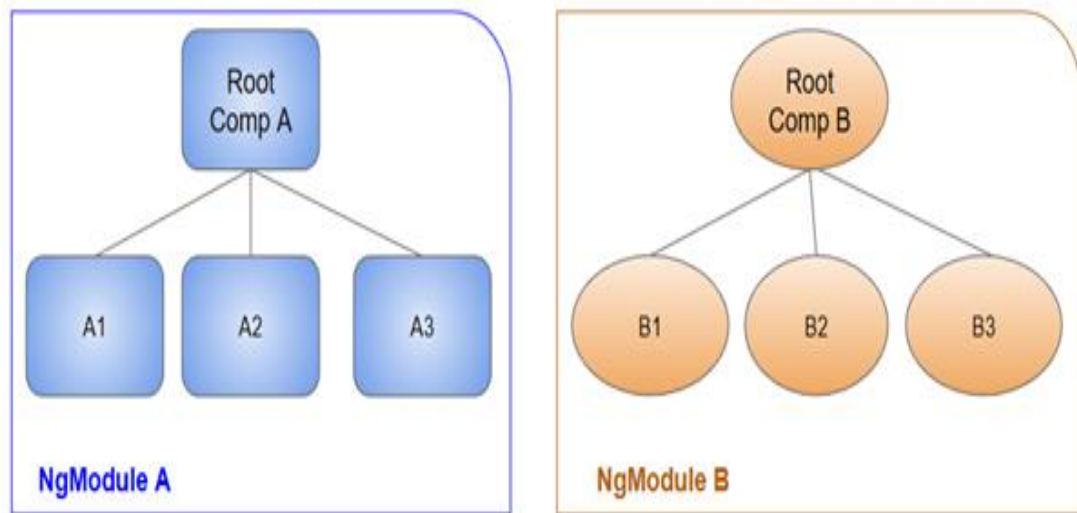 Root
Comp A
A1
A2
A3
NgModule A
Root
Comp B
B1
B2
B3
NgModule B